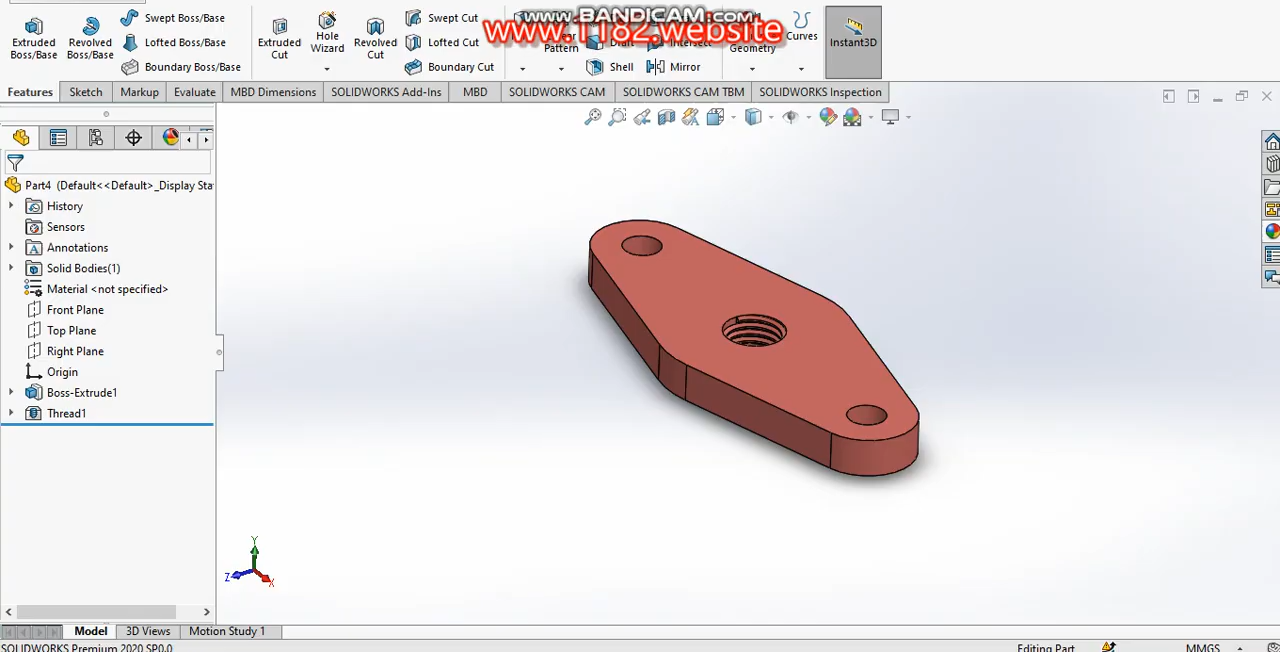 www.BANDICAM.com
www.1182.website
Extruded Boss/Base
Revolved Boss/Base
Swept Boss/Base
Lofted Boss/Base
Boundary Boss/Base
Extruded Cut
Hole Wizard
Revolved Cut
Swept Cut
Lofted Cut
Boundary Cut
Pattern
Draft
Shell
Intersect
Mirror
Geometry
Curves
Instant3D
Features
Sketch
Markup
Evaluate
MBD Dimensions
SOLIDWORKS Add-Ins
MBD
SOLIDWORKS CAM
SOLIDWORKS CAM TBM
SOLIDWORKS Inspection
Part4 (Default<<Default>_Display Sta
History
Sensors
A Annotations
Solid Bodies(1)
Material <not specified>
Front Plane
Top Plane
Right Plane
Origin
Boss-Extrude1
Thread1
Y
Z
X
Model
3D Views
Motion Study 1
SOLIDWORKS Premium 2020 SP0.0
Editing Part
MMGS